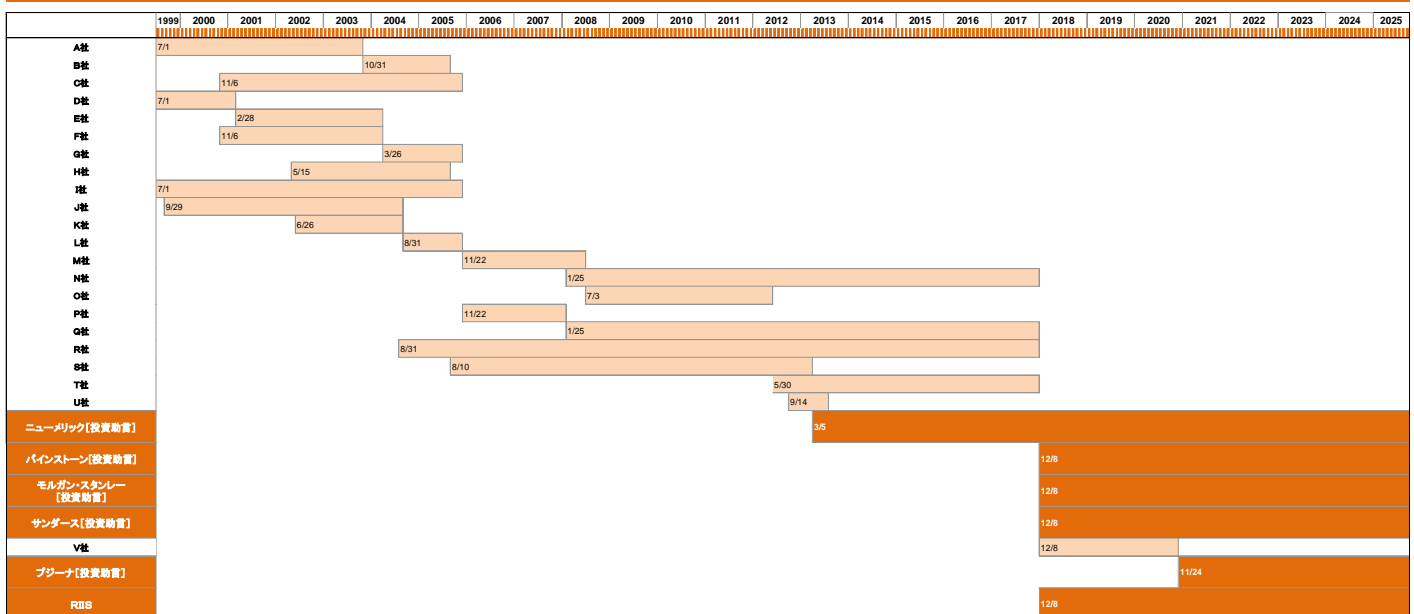 1999 2000 2001 2002 2003 2004 2005 2006 2007 2008 2009 2010 2011 2012 2013 2014 2015 2016 2017 2018 2019 2020 2021 2022 2023 2024 2025
A社 7/1
B社 10/31
C社 11/6
D社 7/1
E社 2/28
F社 11/6
G社 3/26
H社 5/15
I社 7/1
J社 9/29
K社 6/26
L社 8/31
M社 11/22
N社 1/25
O社 7/3
P社 11/22
Q社 1/25
R社 8/31
S社 8/10
T社 5/30
U社 9/14
ニューメリック[投資助言] 3/5
パインストーン[投資助言] 12/8
モルガン・スタンレー
[投資助言] 12/8
サンダース[投資助言] 12/8
V社 12/8
プジーナ[投資助言] 11/24
RIIS 12/8